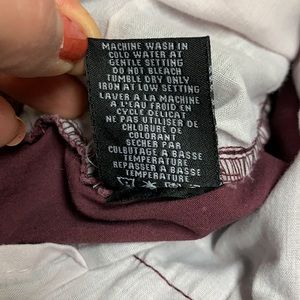 MACHINE WASH IN
COLD WATER AT
GENTLE SETTING
DO NOT BLEACH
TUMBLE DRY ONLY
IRON AT LOW SETTING
LAVER A LA MACHINE
A L'EAU FROID EN
CYCLE DELICAT
NE PAS UTILISER DE
CHLORURE DE
COLORANT
SECHER PAR
CULBUTAGE A BASSE
TEMPERATURE
REPASSER A BASSE
TEMPERATURE